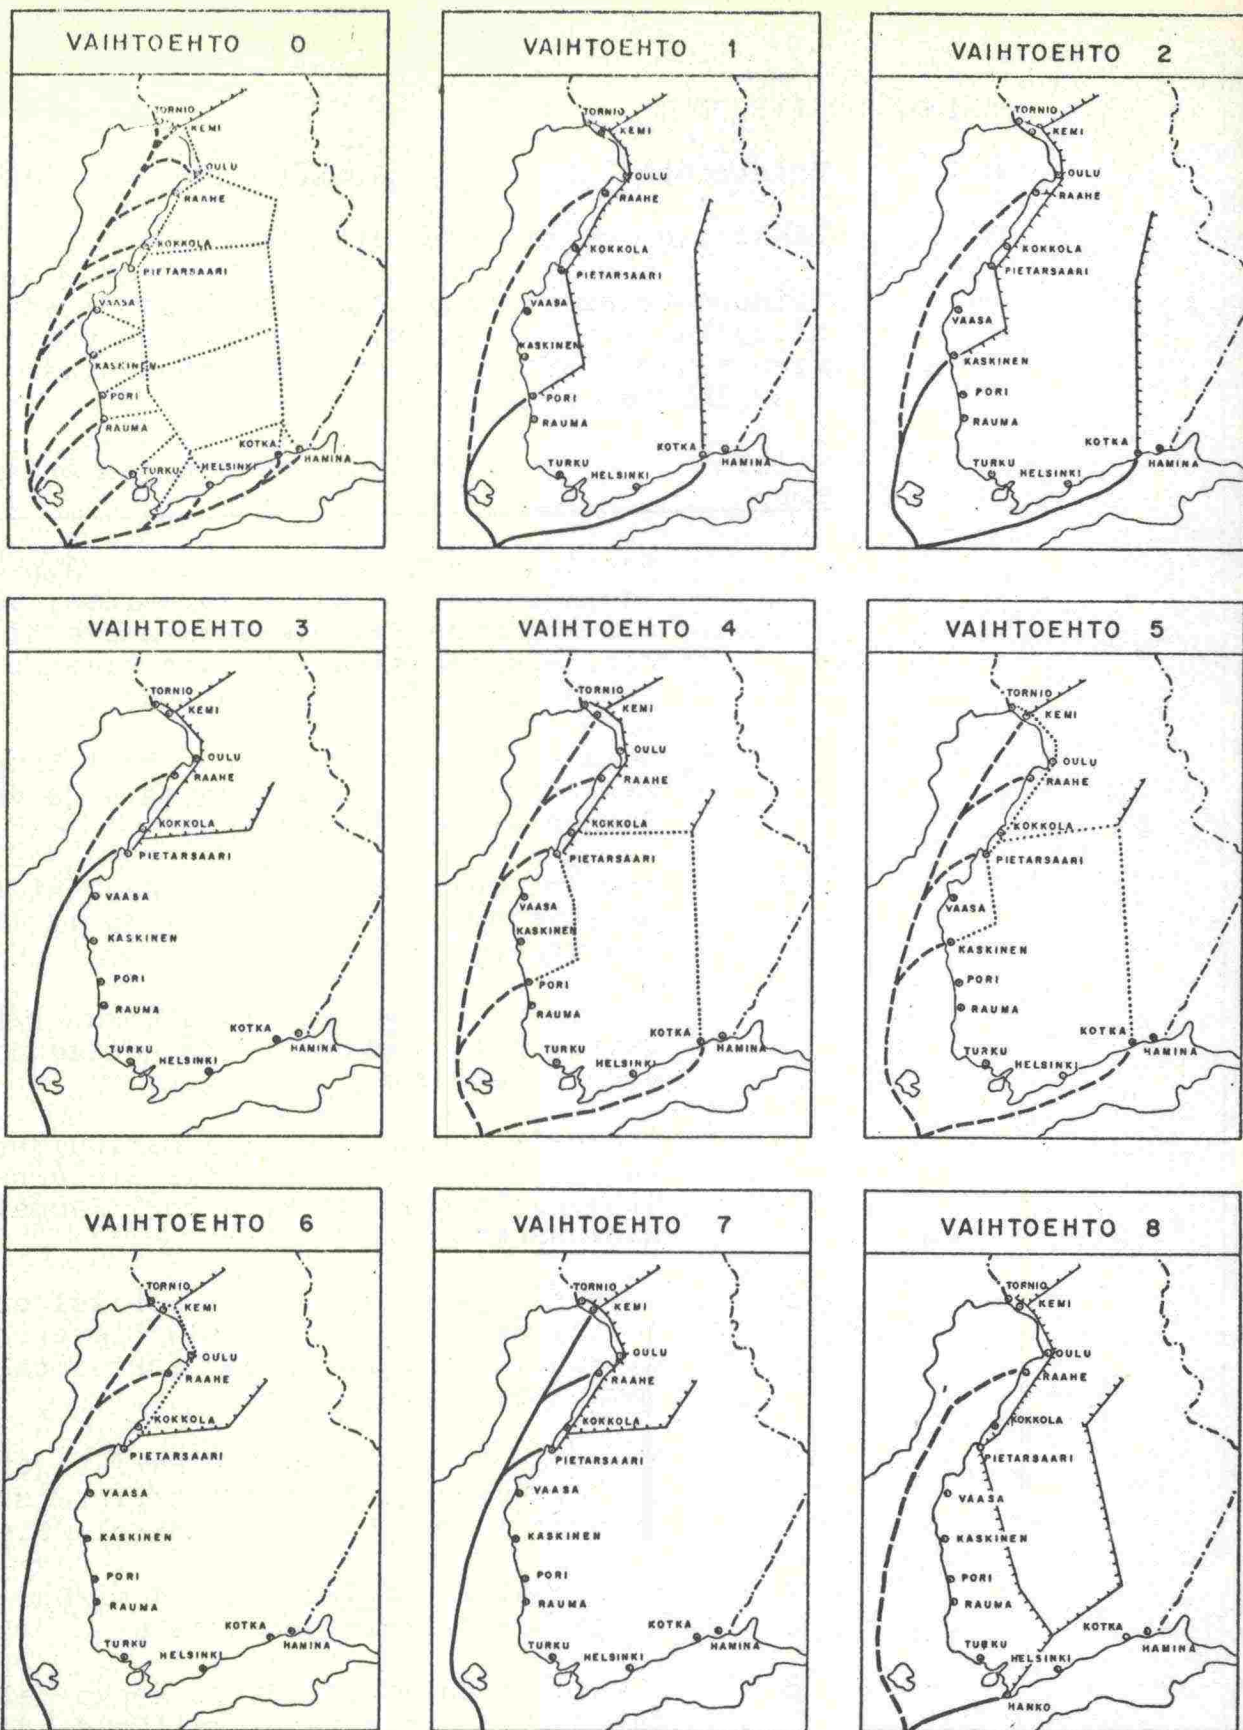 VAIHTOEHTO 0
TORNIO
KEMI
OULU
RAAHE
KOKKOLA
PIETARSAARI
VAASA
KASKINEN
PORI
RAUMA
KOTKA
HAMINA
TURKU
HELSINKI
VAIHTOEHTO 1
TORNIO
KEMI
OULU
RAAHE
KOKKOLA
PIETARSAARI
VAASA
KASKINEN
PORI
RAUMA
KOTKA
HAMINA
TURKU
HELSINKI
VAIHTOEHTO 2
TORNIO
KEMI
OULU
RAAHE
KOKKOLA
PIETARSAARI
VAASA
KASKINEN
PORI
RAUMA
KOTKA
HAMINA
TURKU
HELSINKI
VAIHTOEHTO 3
TORNIO
KEMI
OULU
RAAHE
KOKKOLA
PIETARSAARI
VAASA
KASKINEN
PORI
RAUMA
KOTKA
HAMINA
TURKU
HELSINKI
VAIHTOEHTO 4
TORNIO
KEMI
OULU
RAAHE
KOKKOLA
PIETARSAARI
VAASA
KASKINEN
PORI
RAUMA
KOTKA
HAMINA
TURKU
HELSINKI
VAIHTOEHTO 5
TORNIO
KEMI
OULU
RAAHE
KOKKOLA
PIETARSAARI
VAASA
KASKINEN
PORI
RAUMA
KOTKA
HAMINA
TURKU
HELSINKI
VAIHTOEHTO 6
TORNIO
KEMI
OULU
RAAHE
KOKKOLA
PIETARSAARI
VAASA
KASKINEN
PORI
RAUMA
KOTKA
HAMINA
TURKU
HELSINKI
VAIHTOEHTO 7
TORNIO
KEMI
OULU
RAAHE
KOKKOLA
PIETARSAARI
VAASA
KASKINEN
PORI
RAUMA
KOTKA
HAMINA
TURKU
HELSINKI
VAIHTOEHTO 8
TORNIO
KEMI
OULU
RAAHE
KOKKOLA
PIETARSAARI
VAASA
KASKINEN
PORI
RAUMA
KOTKA
HAMINA
TURKU
HELSINKI
HANKO